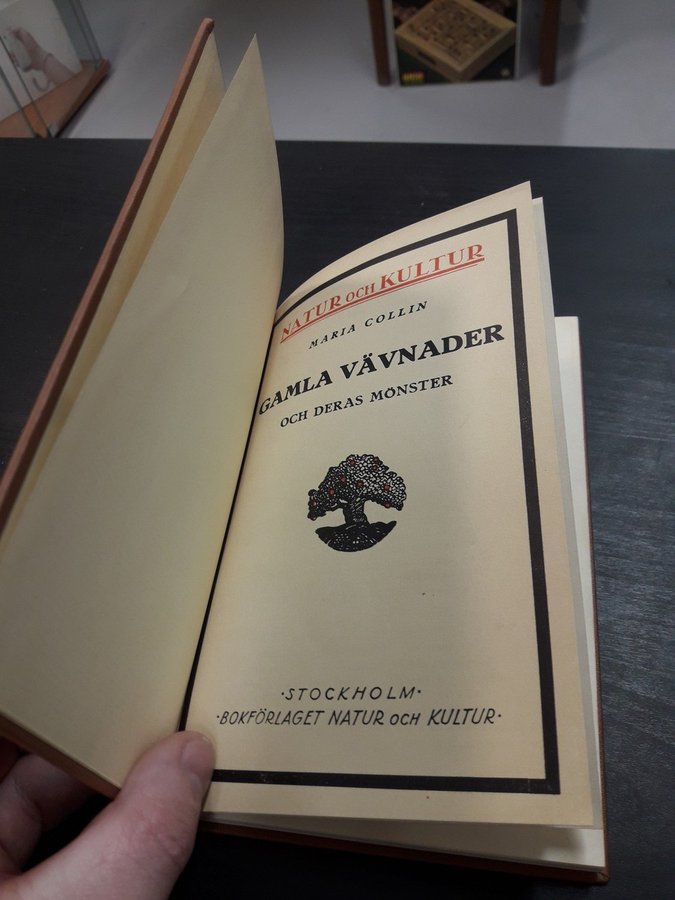 NATUR OCH KULTUR
MARIA COLLIN
GAMLA VÄVNADER
OCH DERAS MÖNSTER
·STOCKHOLM·
·BOKFÖRLAGET NATUR och KULTUR·